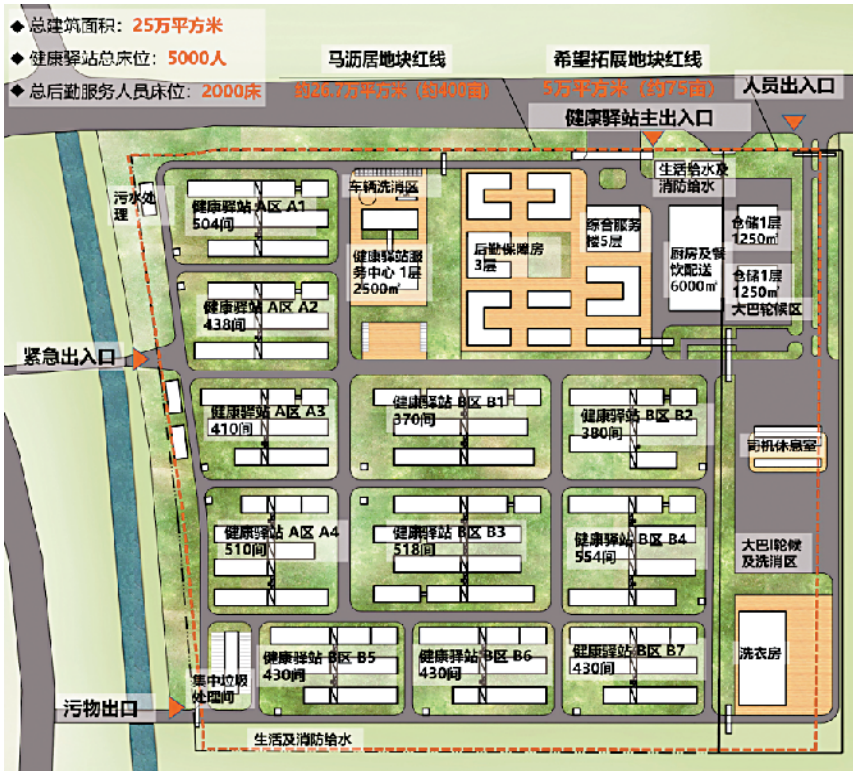 ◆ 总建筑面积：25万平方米
◆ 健康驿站总床位：5000人
◆ 总后勤服务人员床位：2000床
马沥居地块红线
约26.7万平方米（约400亩）
希望拓展地块红线
5万平方米（约75亩）
人员出入口
健康驿站主出入口
污水处
理
健康驿站 A区 A1
504间
车辆洗消区
健康驿站服
务中心 1层
2500㎡
后勤保障房
3层
综合服务
楼5层
生活给水及
消防给水
厨房及餐
饮配送
6000㎡
仓储1层
1250㎡
仓储1层
1250㎡
大巴轮候区
健康驿站 A区 A2
438间
紧急出入口
健康驿站 A区 A3
410间
健康驿站 B区 B1
370间
健康驿站 B区 B2
380间
司机休息室
健康驿站 A区 A4
510间
健康驿站 B区 B3
518间
健康驿站 B区 B4
554间
大巴轮候
及洗消区
健康驿站 B区 B5
430间
健康驿站 B区 B6
430间
健康驿站 B区 B7
430间
洗衣房
集中垃圾
处理间
污物出口
生活及消防给水